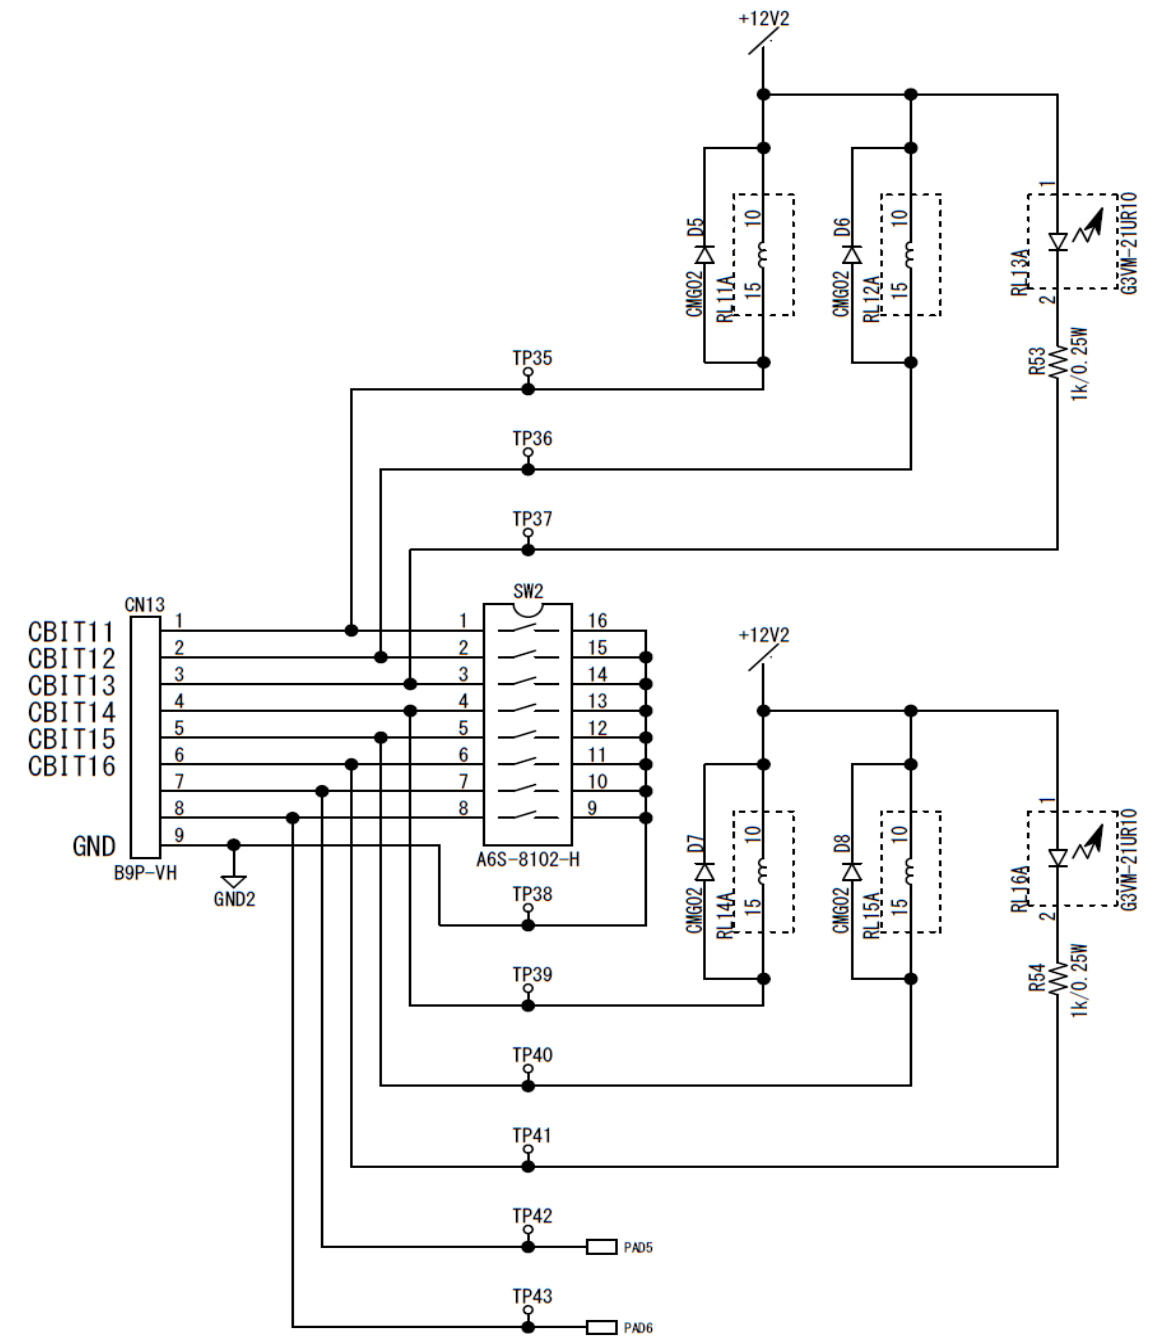 +12V2
D5
CMG02
10
15
RL11A
D6
CMG02
10
15
RL12A
1
2
RL13A
G3VM-21UR10
R53
1k/0.25W
TP35
TP36
TP37
CN13
SW2
CBIT11 1 1 16
CBIT12 2 2 15
CBIT13 3 3 14
CBIT14 4 4 13
CBIT15 5 5 12
CBIT16 6 6 11
7 7 10
8 8 9
GND 9
B9P-VH
GND2
A6S-8102-H
+12V2
D7
CMG02
10
15
RL14A
D8
CMG02
10
15
RL15A
1
2
RL16A
G3VM-21UR10
R54
1k/0.25W
TP38
TP39
TP40
TP41
TP42
PAD5
TP43
PAD6